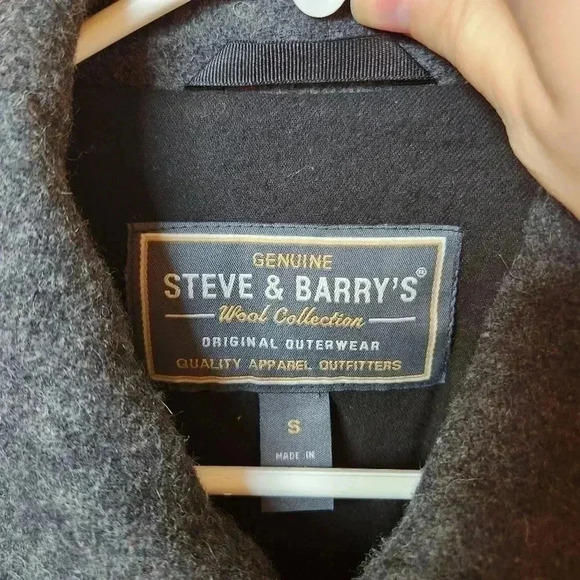 GENUINE
STEVE & BARRY'S®
Wool Collection
ORIGINAL OUTERWEAR
QUALITY APPAREL OUTFITTERS
S
MADE IN